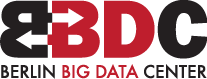 BBDC
BERLIN BIG DATA CENTER